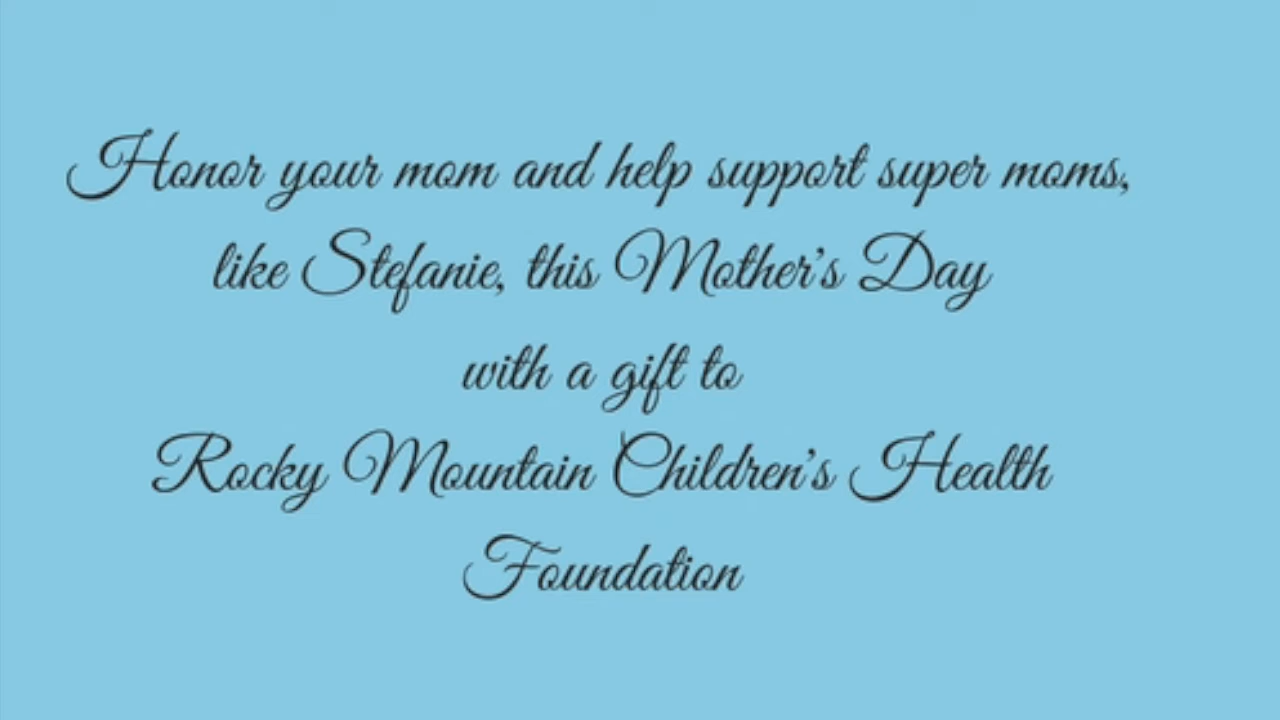 Honor your mom and help support super moms,
like Stefanie, this Mother's Day
with a gift to
Rocky Mountain Children's Health
Foundation